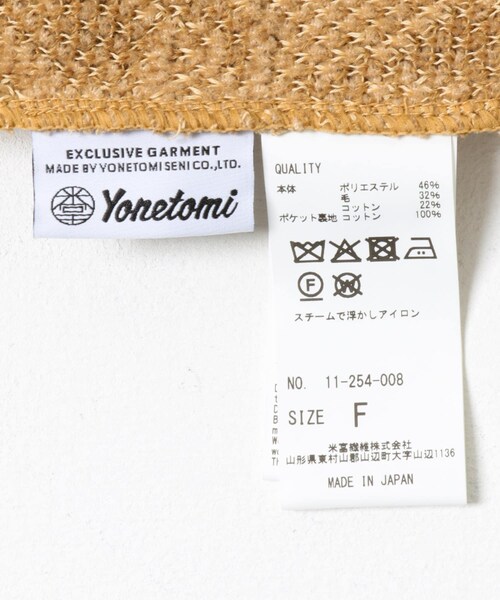 EXCLUSIVE GARMENT
MADE BY YONETOMI SENI CO.,LTD.
Yonetomi
QUALITY
本体 ポリエステル 46%
毛 32%
コットン 22%
ポケット裏地 コットン 100%
F W
スチームで浮かしアイロン
NO. 11-254-008
SIZE F
米富繊維株式会社
山形県東村山郡山辺町大字山辺1136
MADE IN JAPAN